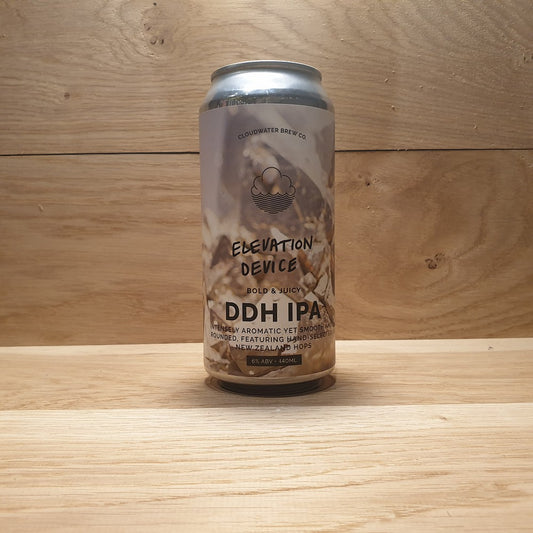 CLOUDWATER BREW CO.
ELEVATION
DEVICE
BOLD & JUICY
DDH IPA
INTENSELY AROMATIC YET SMOOTH
ROUNDED, FEATURING HAND-SELEC
NEW ZEALAND HOPS
6% ABV - 440ML